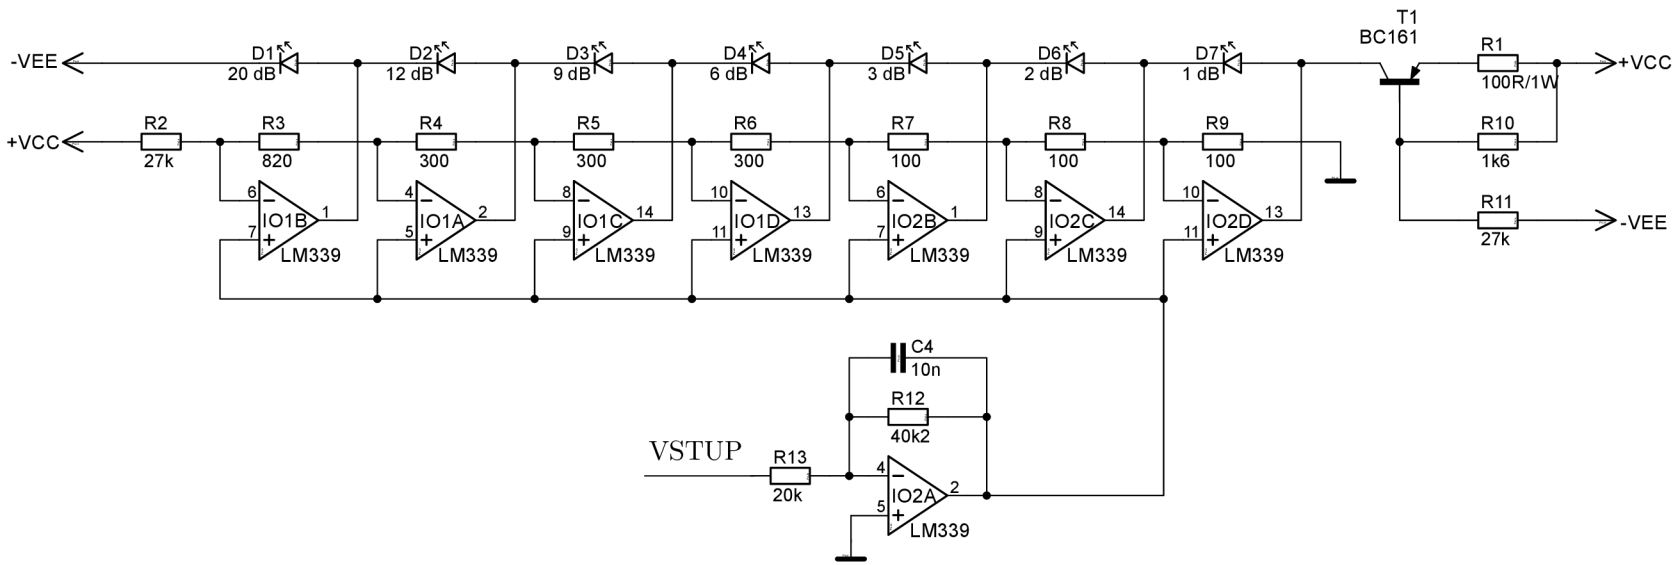 T1
BC161
-VEE
D1
20 dB
D2
12 dB
D3
9 dB
D4
6 dB
D5
3 dB
D6
2 dB
D7
1 dB
R1
100R/1W
+VCC
+VCC
R2
27k
R3
820
R4
300
R5
300
R6
300
R7
100
R8
100
R9
100
R10
1k6
R11
27k
-VEE
6
7
IO1B
1
LM339
4
5
IO1A
2
LM339
8
9
IO1C
14
LM339
10
11
IO1D
13
LM339
6
7
IO2B
1
LM339
8
9
IO2C
14
LM339
10
11
IO2D
13
LM339
C4
10n
R12
40k2
VSTUP
R13
20k
4
5
IO2A
2
LM339